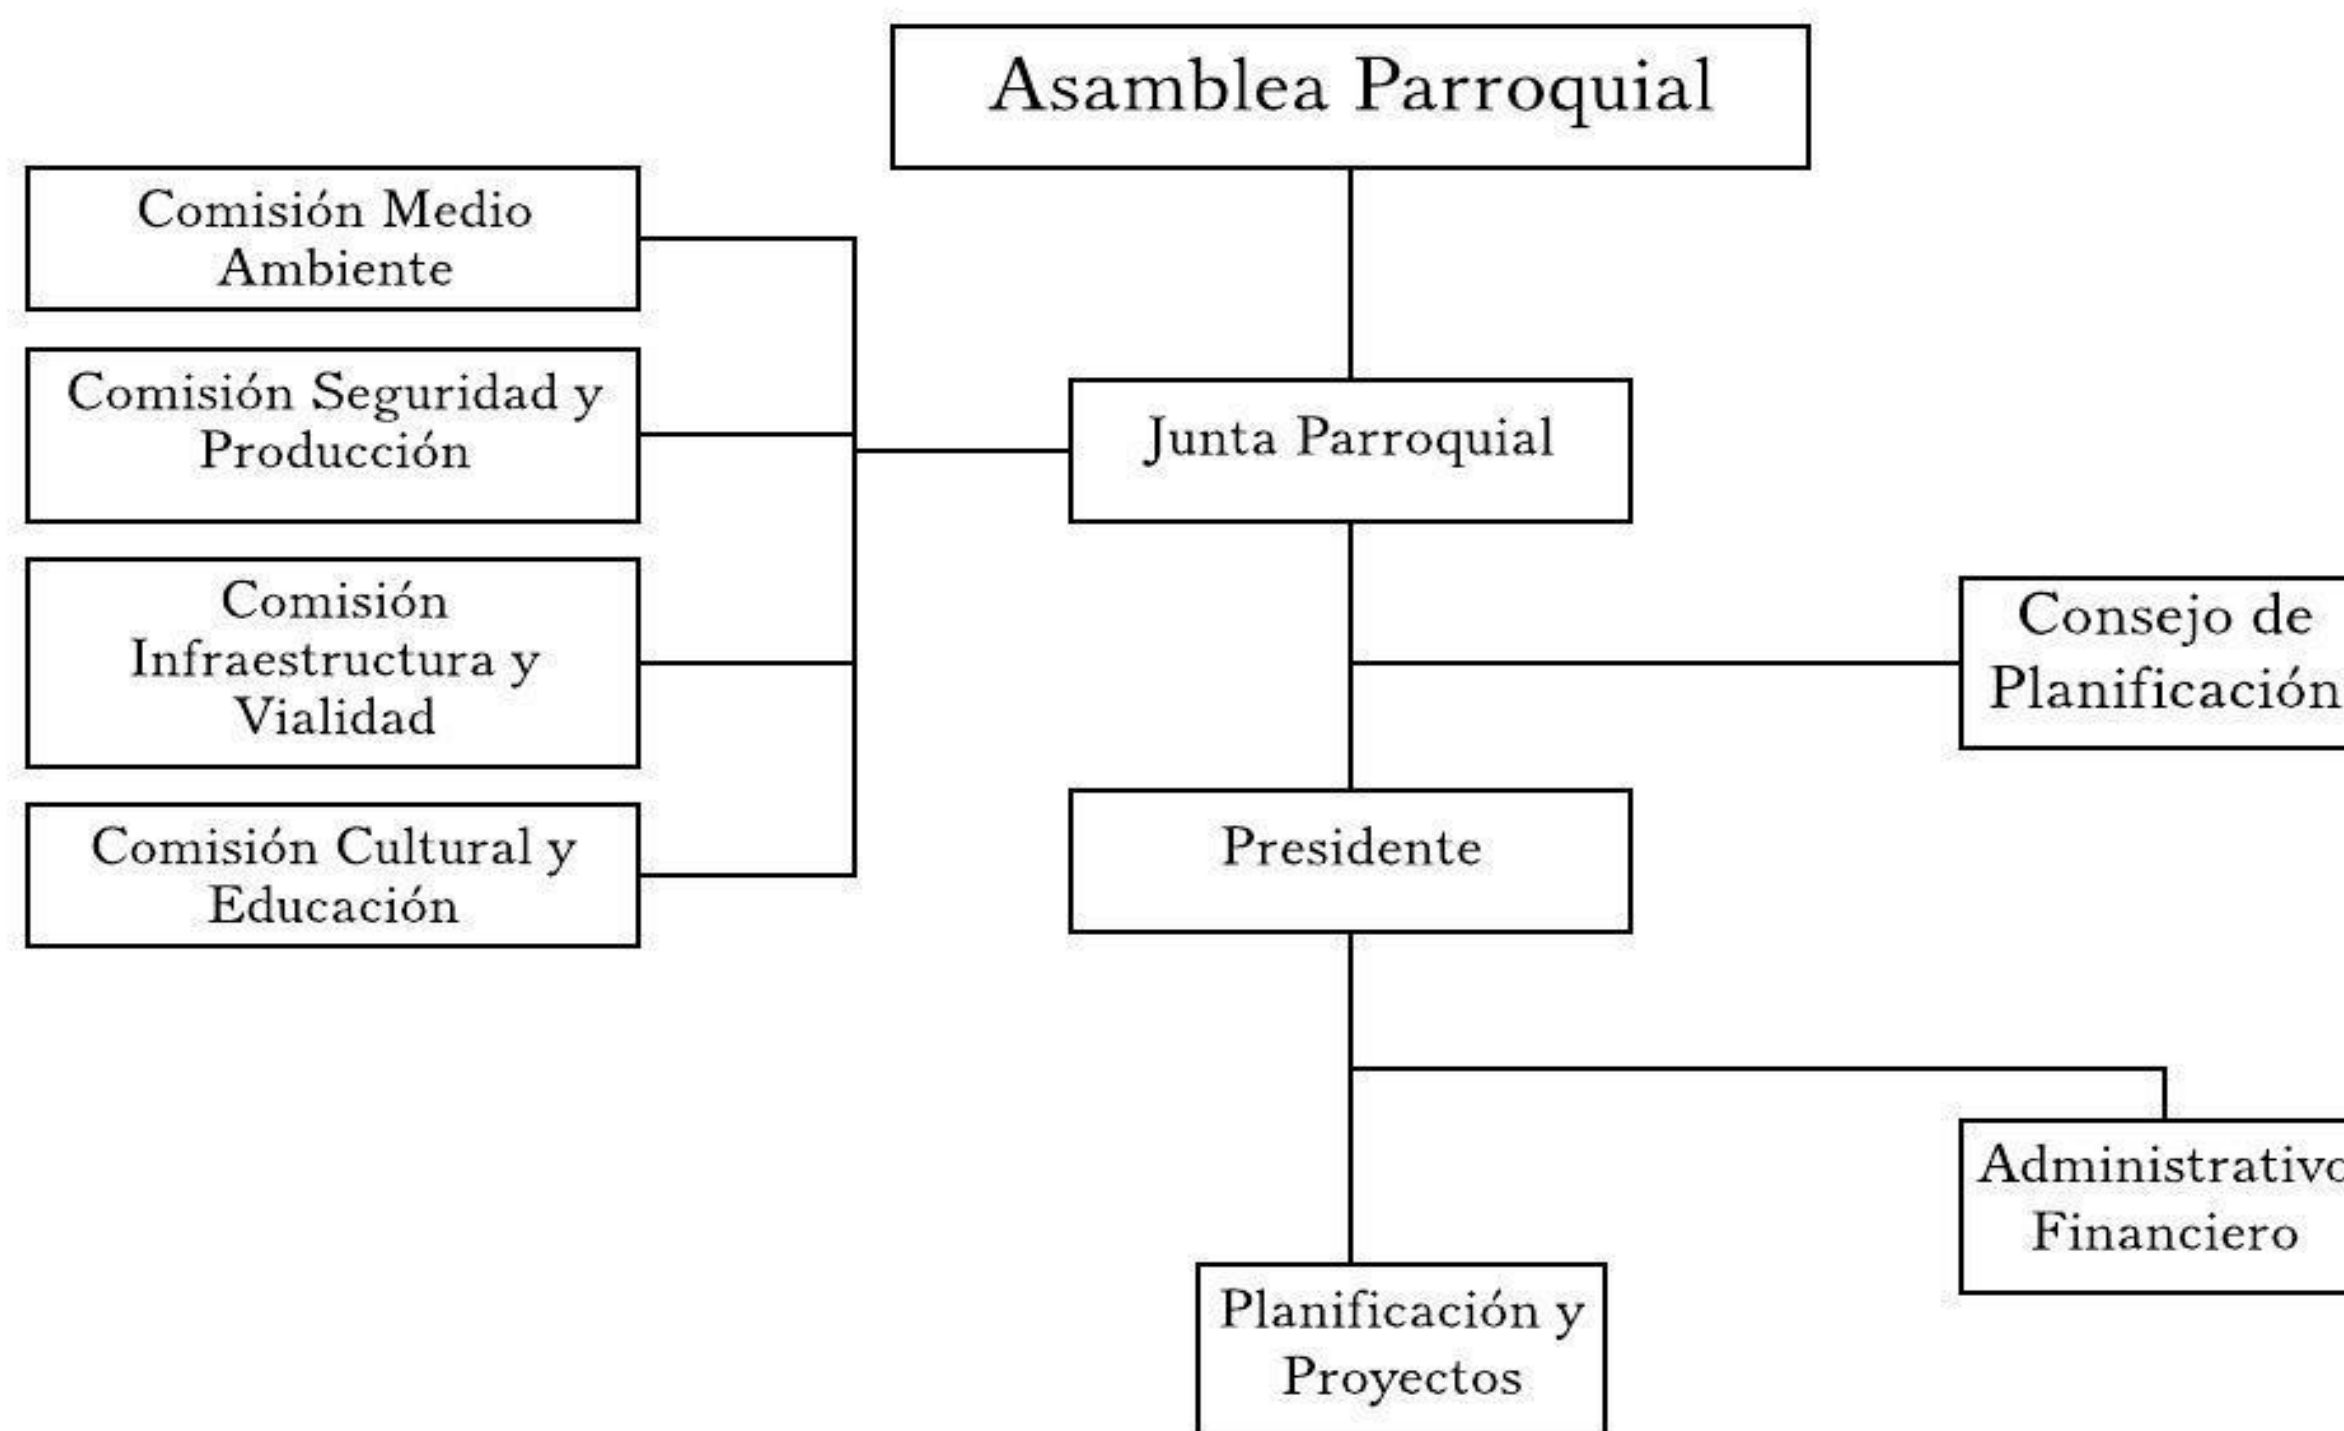 Asamblea Parroquial
Comisión Medio
Ambiente
Comisión Seguridad y
Producción
Junta Parroquial
Comisión
Infraestructura y
Vialidad
Consejo de
Planificación
Presidente
Comisión Cultural y
Educación
Administrativo
Financiero
Planificación y
Proyectos